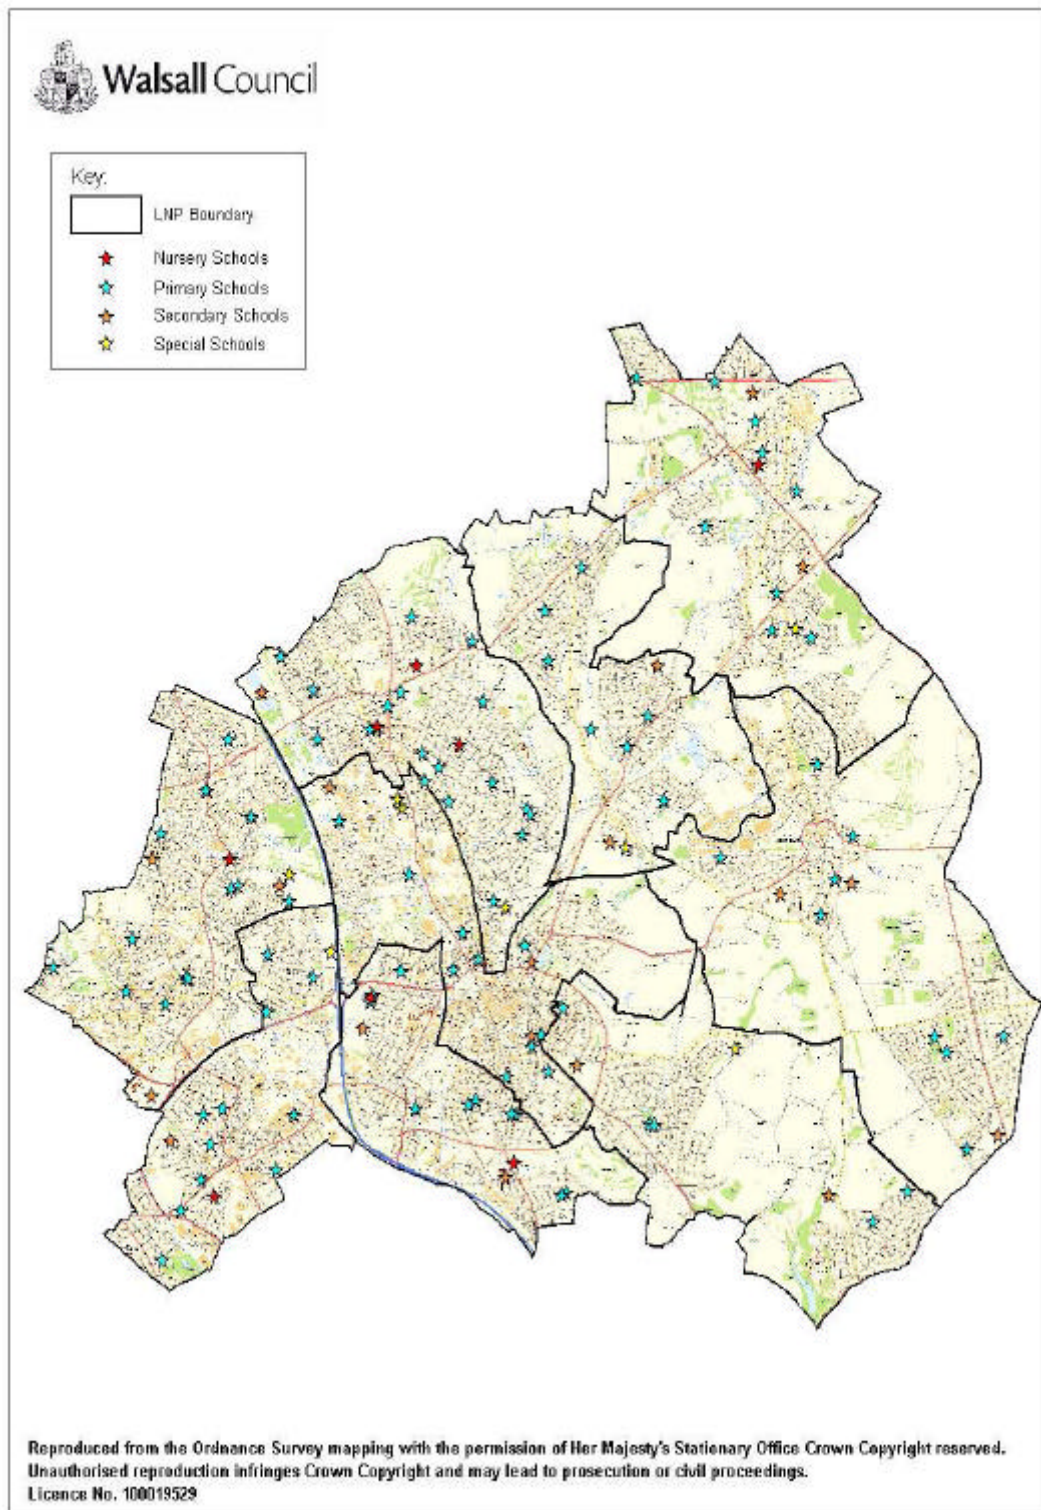 Walsall Council
Key:
LNP Boundary
Nursery Schools
Primary Schools
Secondary Schools
Special Schools
Reproduced from the Ordnance Survey mapping with the permission of Her Majesty's Stationary Office Crown Copyright reserved.
Unauthorised reproduction infringes Crown Copyright and may lead to prosecution or civil proceedings.
Licence No. 100019529